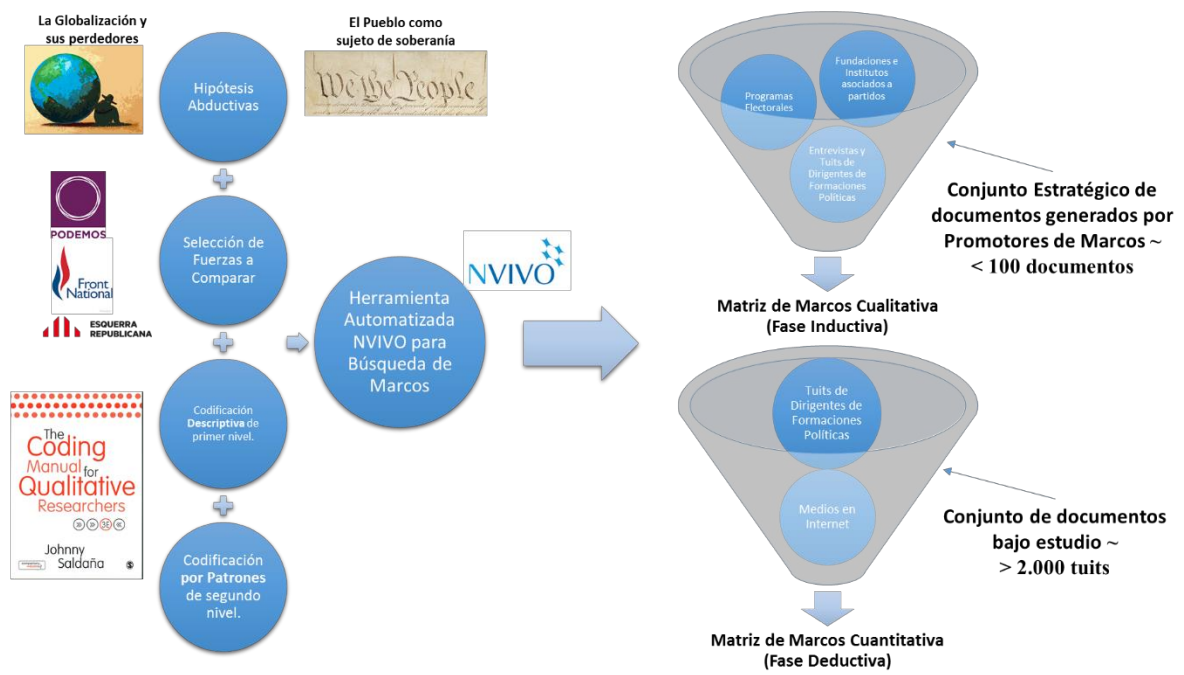 La Globalización y
sus perdedores
El Pueblo como
sujeto de soberanía
We the People
Hipótesis
Abductivas
PODEMOS
Front
National
ESQUERRA
REPUBLICANA
Selección de
Fuerzas a
Comparar
The
Coding
Manual for
Qualitative
Researchers
Johnny
Saldaña
Codificación
Descriptiva de
primer nivel.
Codificación
por Patrones
de segundo
nivel.
NVIVO
Herramienta
Automatizada
NVIVO para
Búsqueda de
Marcos
Programas
Electorales
Fundaciones e
Institutos
asociados a
partidos
Entrevistas y
Tuits de
Dirigentes de
Formaciones
Políticas
Conjunto Estratégico de
documentos generados por
Promotores de Marcos ~
< 100 documentos
Matriz de Marcos Cualitativa
(Fase Inductiva)
Tuits de
Dirigentes de
Formaciones
Políticas
Medios en
Internet
Conjunto de documentos
bajo estudio ~
> 2.000 tuits
Matriz de Marcos Cuantitativa
(Fase Deductiva)